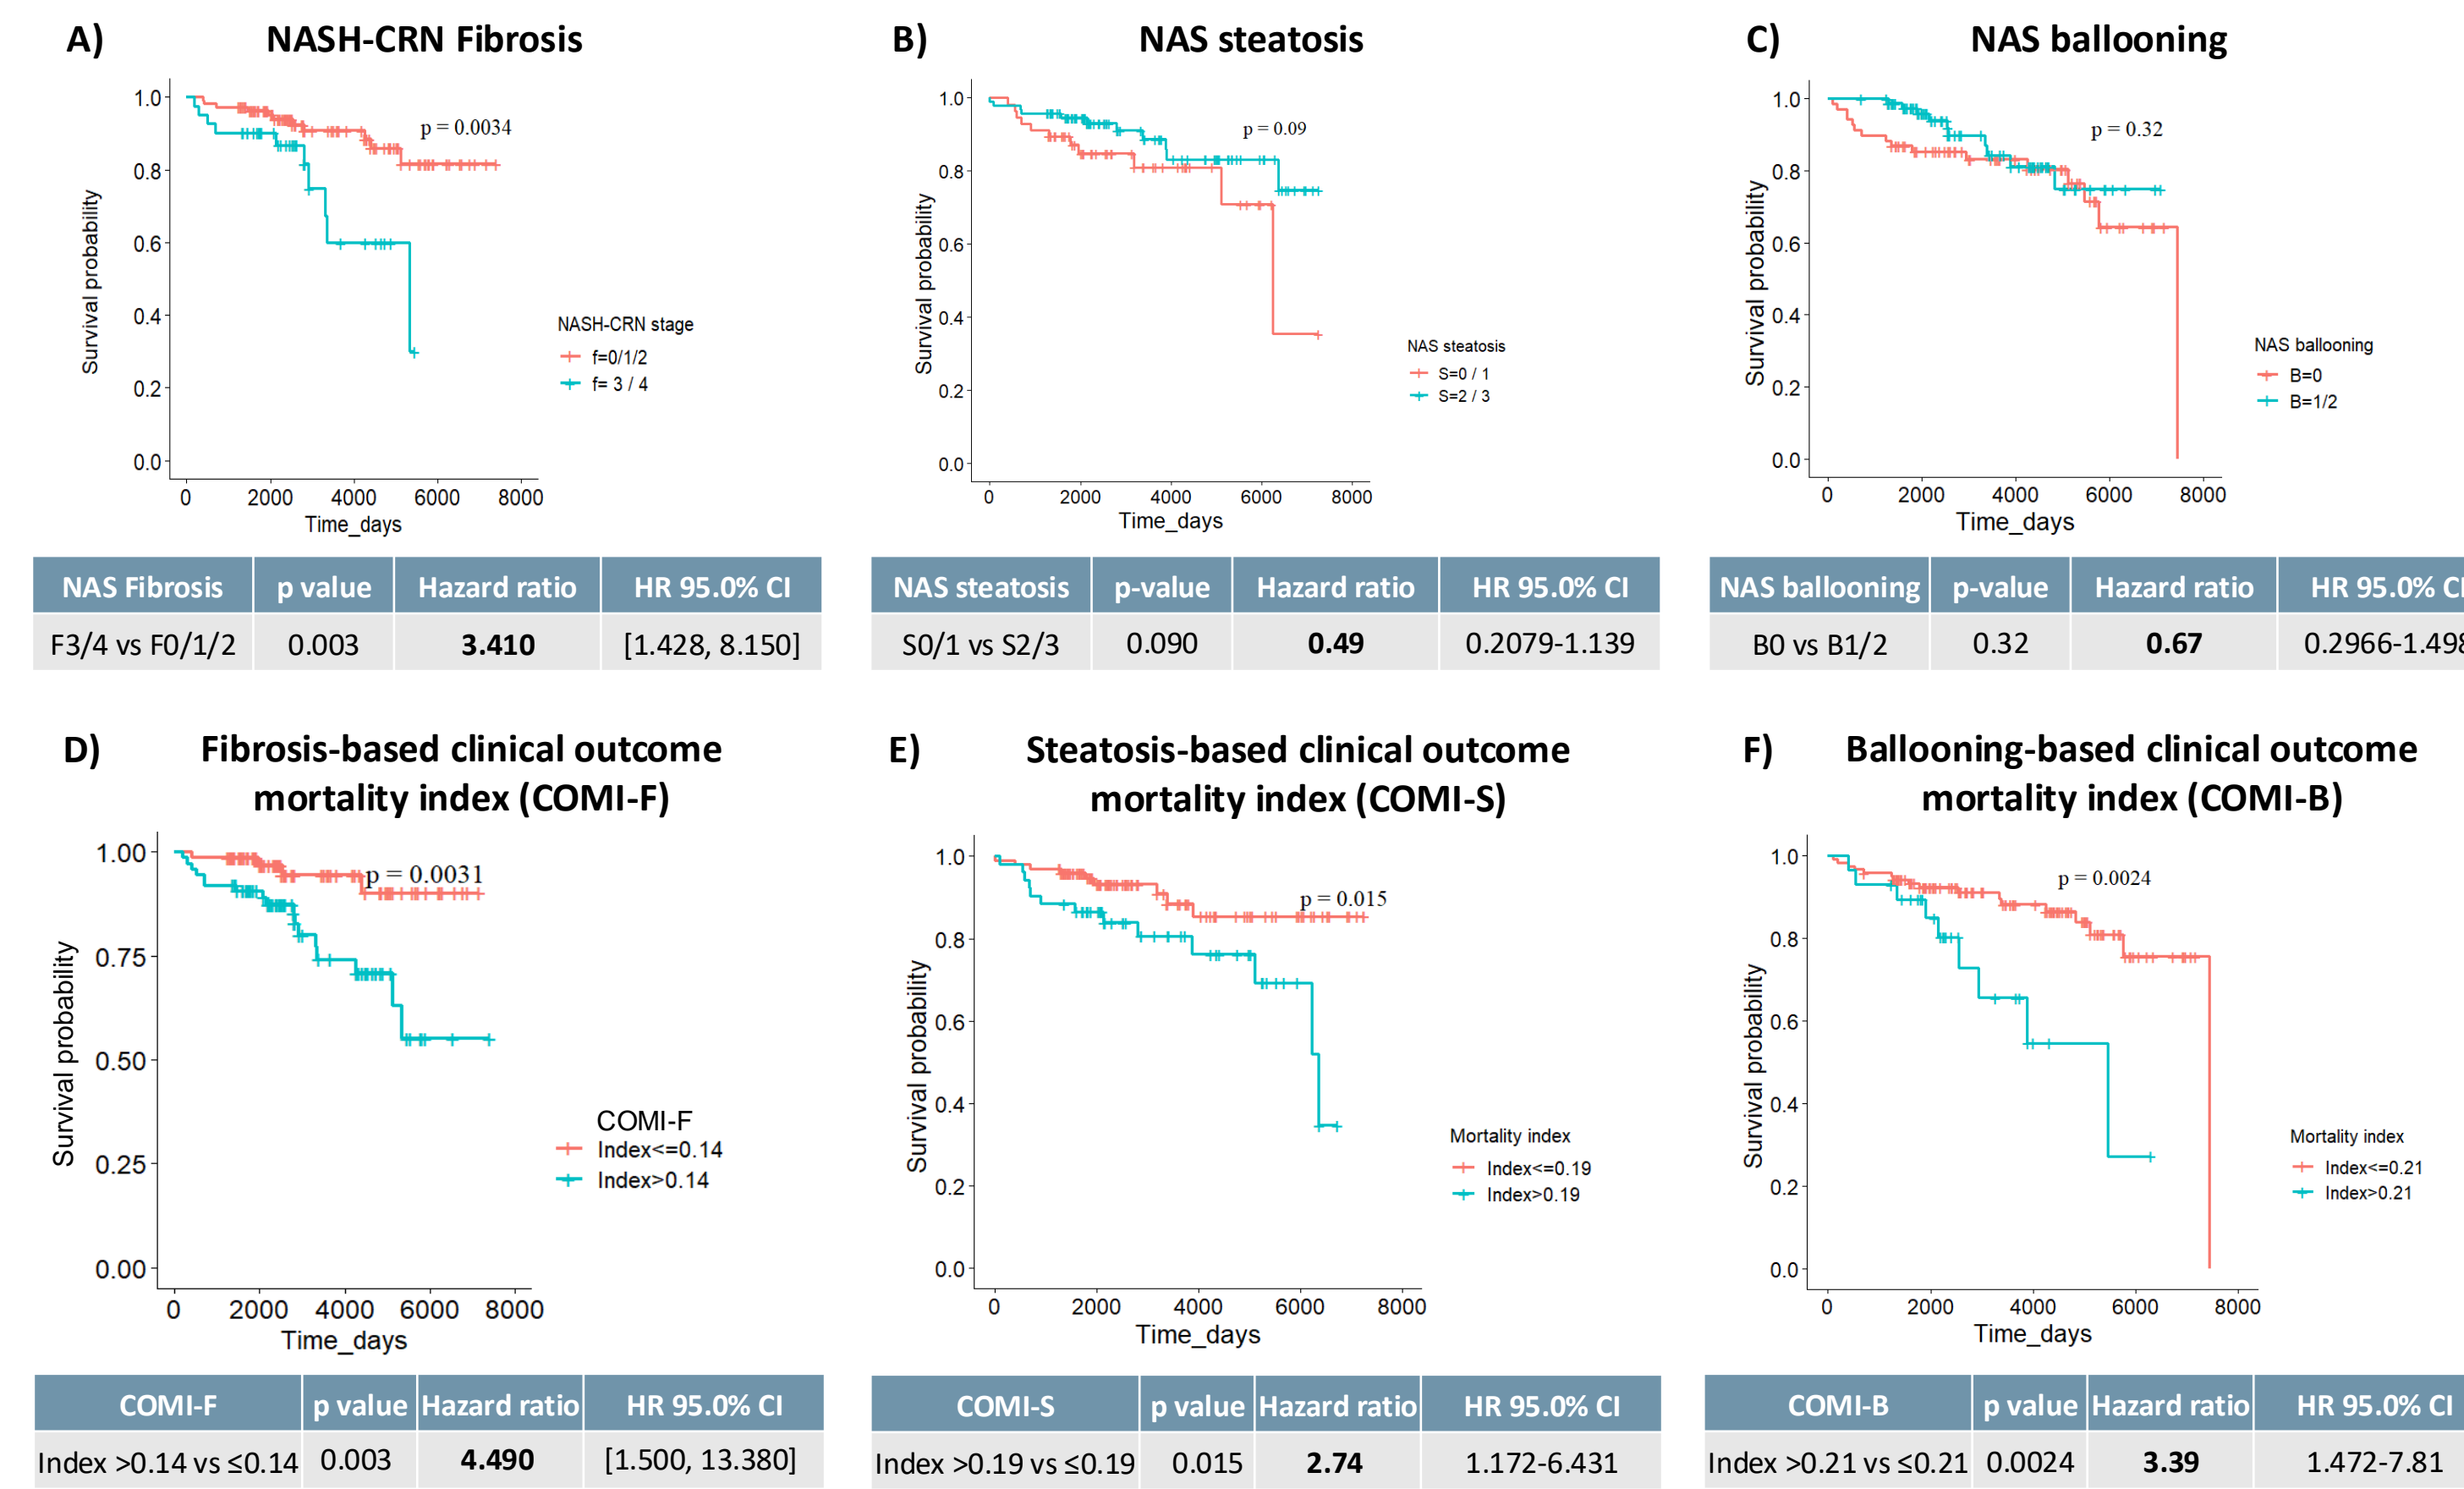 A) NASH-CRN Fibrosis
1.0
0.8
0.6
0.4
0.2
0.0
Survival probability
p = 0.0034
NASH-CRN stage
f=0/1/2
f= 3 / 4
0 2000 4000 6000 8000
Time_days
NAS Fibrosis p value Hazard ratio HR 95.0% CI
F3/4 vs F0/1/2 0.003 3.410 [1.428, 8.150]
B) NAS steatosis
1.0
0.8
0.6
0.4
0.2
0.0
Survival probability
p = 0.09
NAS steatosis
S=0 / 1
S=2 / 3
0 2000 4000 6000 8000
Time_days
NAS steatosis p-value Hazard ratio HR 95.0% CI
S0/1 vs S2/3 0.090 0.49 0.2079-1.139
C) NAS ballooning
1.0
0.8
0.6
0.4
0.2
0.0
Survival probability
p = 0.32
NAS ballooning
B=0
B=1/2
0 2000 4000 6000 8000
Time_days
NAS ballooning p-value Hazard ratio HR 95.0% CI
B0 vs B1/2 0.32 0.67 0.2966-1.498
D) Fibrosis-based clinical outcome
mortality index (COMI-F)
1.00
0.75
0.50
0.25
0.00
Survival probability
p = 0.0031
COMI-F
Index<=0.14
Index>0.14
0 2000 4000 6000 8000
Time_days
COMI-F p value Hazard ratio HR 95.0% CI
Index >0.14 vs ≤0.14 0.003 4.490 [1.500, 13.380]
E) Steatosis-based clinical outcome
mortality index (COMI-S)
1.0
0.8
0.6
0.4
0.2
0.0
Survival probability
p = 0.015
Mortality index
Index<=0.19
Index>0.19
0 2000 4000 6000 8000
Time_days
COMI-S p value Hazard ratio HR 95.0% CI
Index >0.19 vs ≤0.19 0.015 2.74 1.172-6.431
F) Ballooning-based clinical outcome
mortality index (COMI-B)
1.0
0.8
0.6
0.4
0.2
0.0
Survival probability
p = 0.0024
Mortality index
Index<=0.21
Index>0.21
0 2000 4000 6000 8000
Time_days
COMI-B p value Hazard ratio HR 95.0% CI
Index >0.21 vs ≤0.21 0.0024 3.39 1.472-7.81